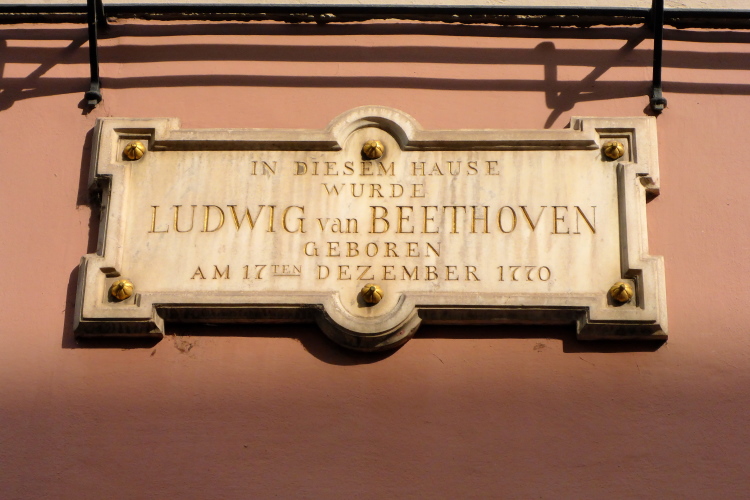 IN DIESEM HAUSE
WURDE
LUDWIG van BEETHOVEN
GEBOREN
AM 17TEN DEZEMBER 1770